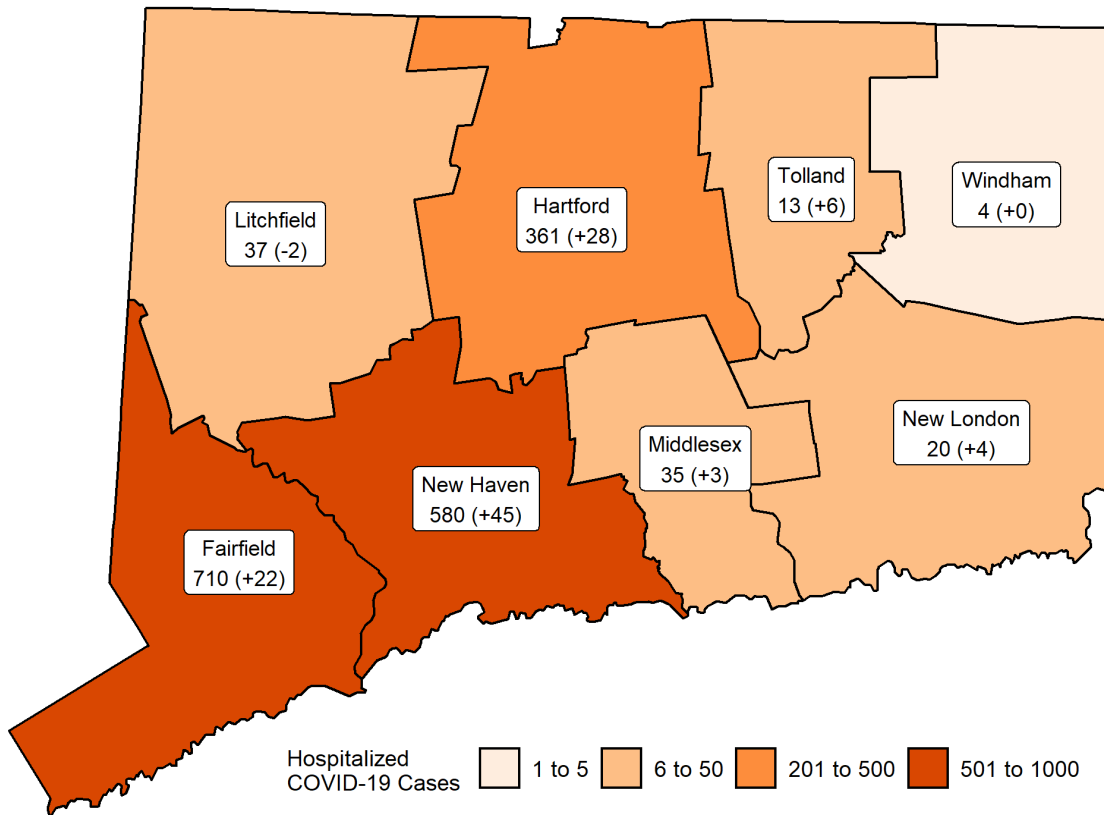 Tolland
13 (+6)
Windham
4 (+0)
Hartford
361 (+28)
Litchfield
37 (-2)
New London
20 (+4)
Middlesex
35 (+3)
New Haven
580 (+45)
Fairfield
710 (+22)
Hospitalized
COVID-19 Cases
1 to 5
6 to 50
201 to 500
501 to 1000